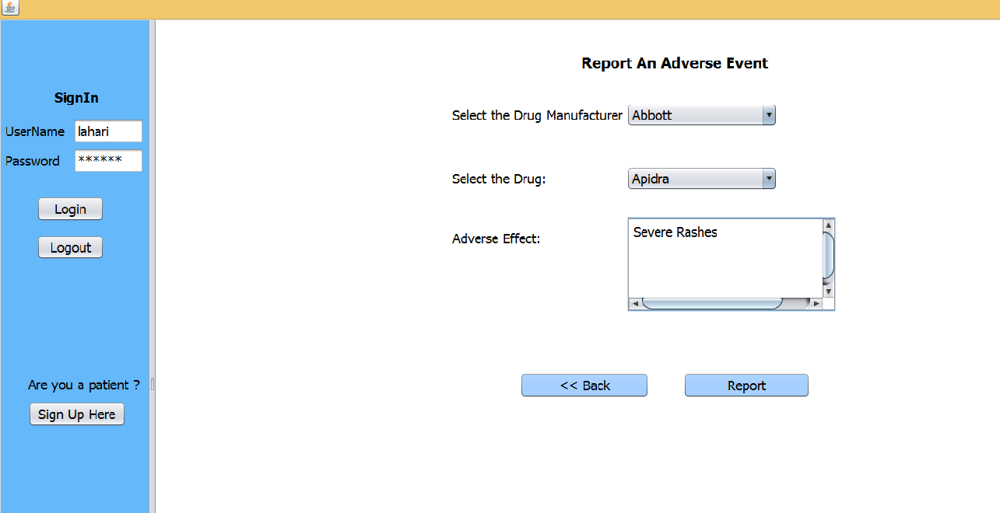 SignIn
UserName lahari
Password ******
Login
Logout
Are you a patient ?
Sign Up Here
Report An Adverse Event
Select the Drug Manufacturer Abbott
Select the Drug: Apidra
Adverse Effect: Severe Rashes
<< Back Report